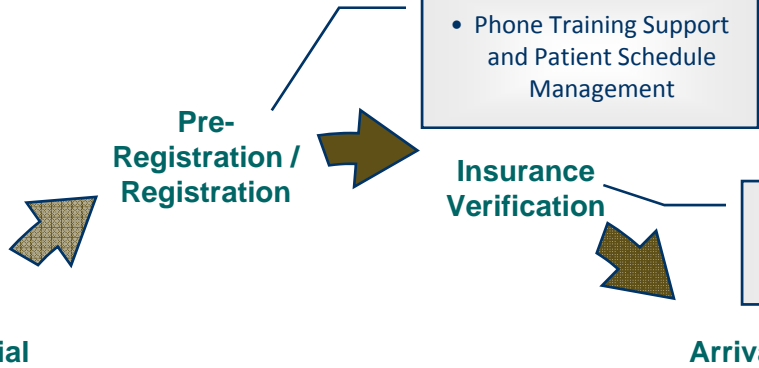 • Phone Training Support
and Patient Schedule
Management
Pre-
Registration /
Registration
Insurance
Verification